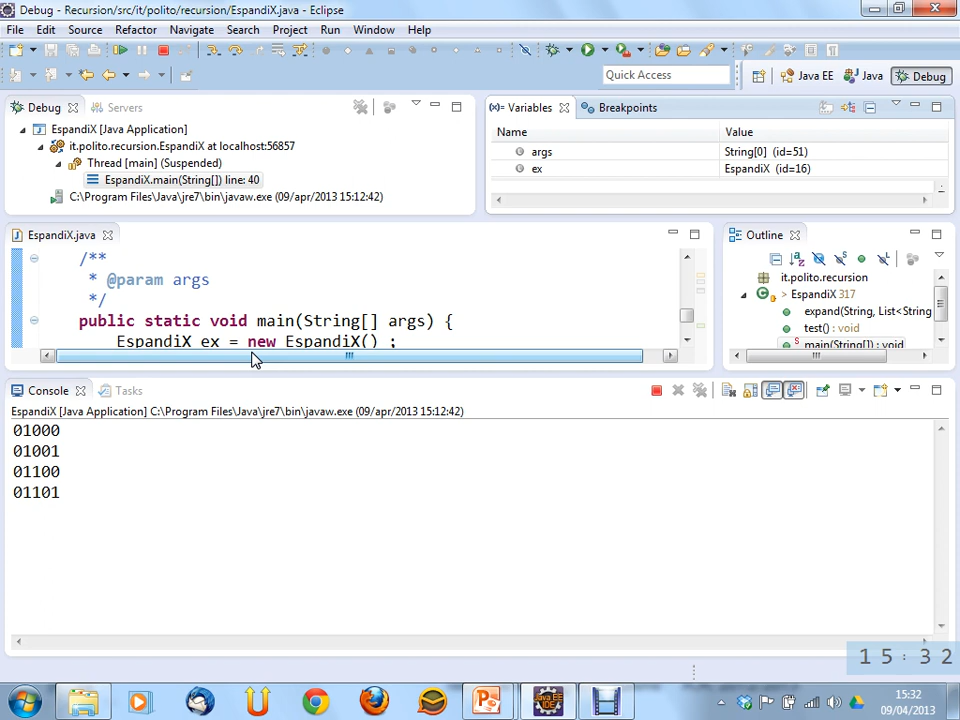 Debug - Recursion/src/it/polito/recursion/EspandiX.java - Eclipse
File Edit Source Refactor Navigate Search Project Run Window Help
Quick Access
Java EE Java Debug
Debug Servers
EspandiX [Java Application]
it.polito.recursion.EspandiX at localhost:56857
Thread [main] (Suspended)
EspandiX.main(String[]) line: 40
C:\Program Files\Java\jre7\bin\javaw.exe (09/apr/2013 15:12:42)
(x)= Variables Breakpoints
Name Value
args String[0] (id=51)
ex EspandiX (id=16)
EspandiX.java
/**
* @param args
*/
public static void main(String[] args) {
EspandiX ex = new EspandiX() ;
Outline
it.polito.recursion
> EspandiX 317
expand(String, List<String
test() : void
main(String[]) : void
Console Tasks
EspandiX [Java Application] C:\Program Files\Java\jre7\bin\javaw.exe (09/apr/2013 15:12:42)
01000
01001
01100
01101
15:32
15:32
09/04/2013